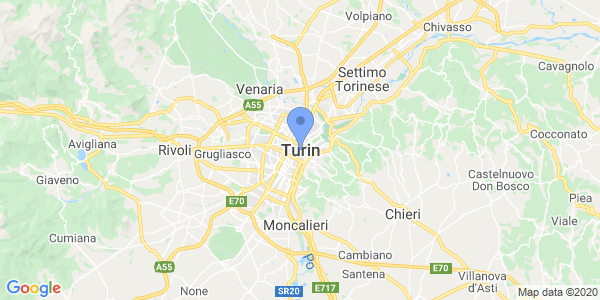 Volpiano
Chivasso
Settimo
Torinese
Cavagnolo
Venaria
A55
Cocconato
Avigliana
Rivoli
Grugliasco
Turin
Castelnuovo
Don Bosco
Giaveno
E70
Chieri
Piea
Viale
Moncalieri
Cumiana
Cambiano
PO
A55
E70
Santena
Villanova
d'Asti
Google
None
SR20
E717
Map data ©2020